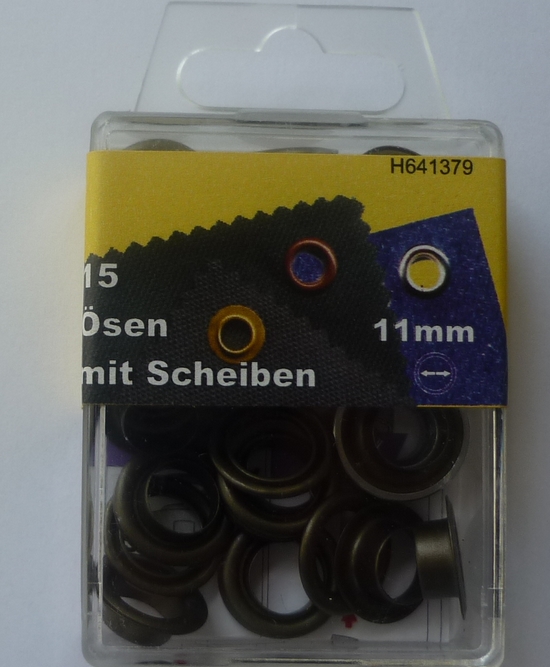 H641379
15
Ösen
mit Scheiben
11mm